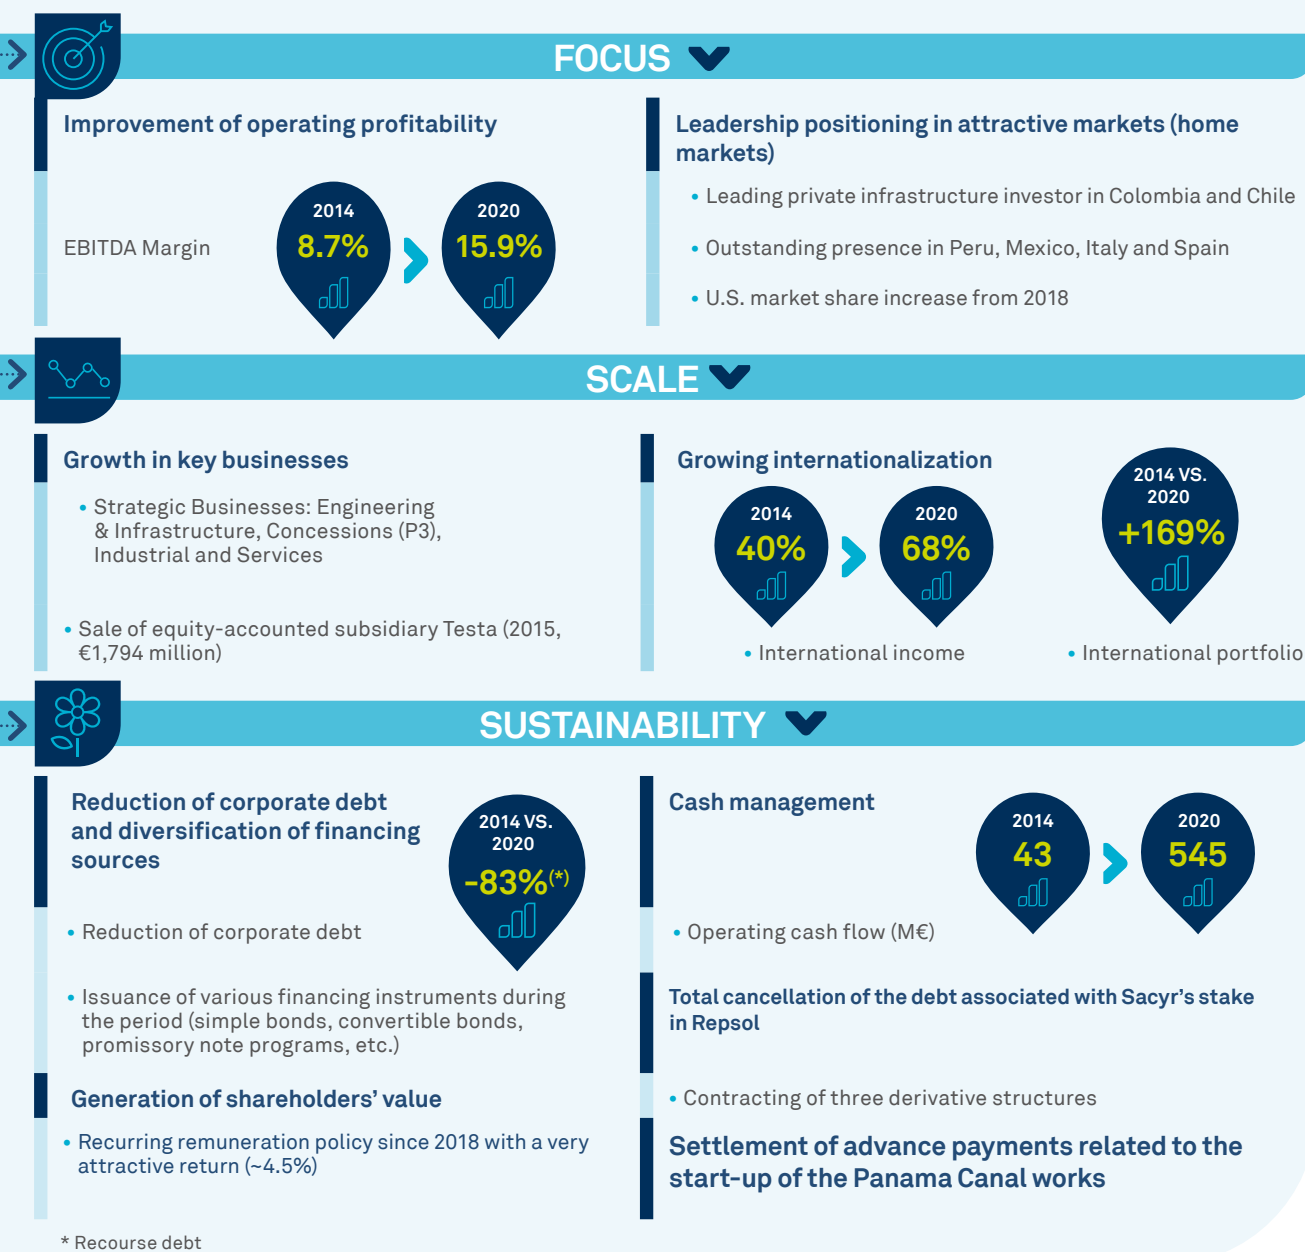 FOCUS
Improvement of operating profitability
EBITDA Margin
2014
8.7%
2020
15.9%
Leadership positioning in attractive markets (home
markets)
• Leading private infrastructure investor in Colombia and Chile
• Outstanding presence in Peru, Mexico, Italy and Spain
• U.S. market share increase from 2018
SCALE
Growth in key businesses
• Strategic Businesses: Engineering
& Infrastructure, Concessions (P3),
Industrial and Services
• Sale of equity-accounted subsidiary Testa (2015,
€1,794 million)
Growing internationalization
2014
40%
2020
68%
• International income
2014 VS.
2020
+169%
• International portfolio
SUSTAINABILITY
Reduction of corporate debt
and diversification of financing
sources
2014 VS.
2020
-83%(*)
• Reduction of corporate debt
• Issuance of various financing instruments during
the period (simple bonds, convertible bonds,
promissory note programs, etc.)
Generation of shareholders’ value
• Recurring remuneration policy since 2018 with a very
attractive return (~4.5%)
Cash management
2014
43
2020
545
• Operating cash flow (M€)
Total cancellation of the debt associated with Sacyr’s stake
in Repsol
• Contracting of three derivative structures
Settlement of advance payments related to the
start-up of the Panama Canal works
* Recourse debt